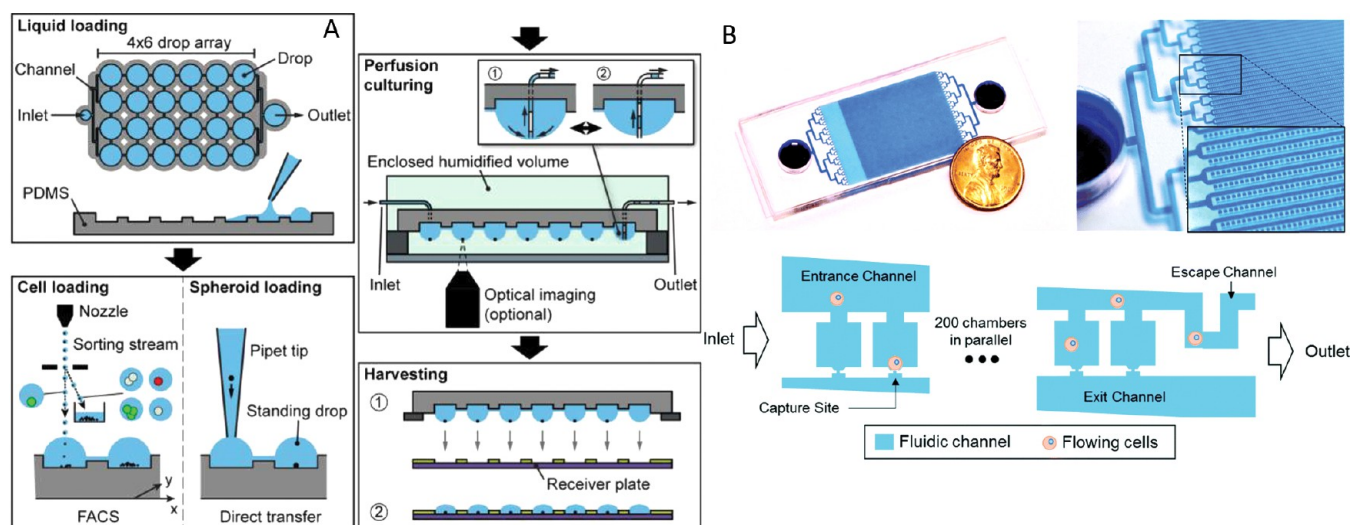 A
Liquid loading
4x6 drop array
Channel
Drop
Inlet
Outlet
PDMS
Cell loading
Nozzle
Sorting stream
FACS
Spheroid loading
Pipet tip
Standing drop
Direct transfer
y
x
Perfusion
culturing
①
②
Enclosed humidified volume
Inlet
Optical imaging
(optional)
Outlet
Harvesting
①
Receiver plate
②
B
Entrance Channel
Escape Channel
Inlet
200 chambers
in parallel
Outlet
Capture Site
Exit Channel
Fluidic channel
Flowing cells